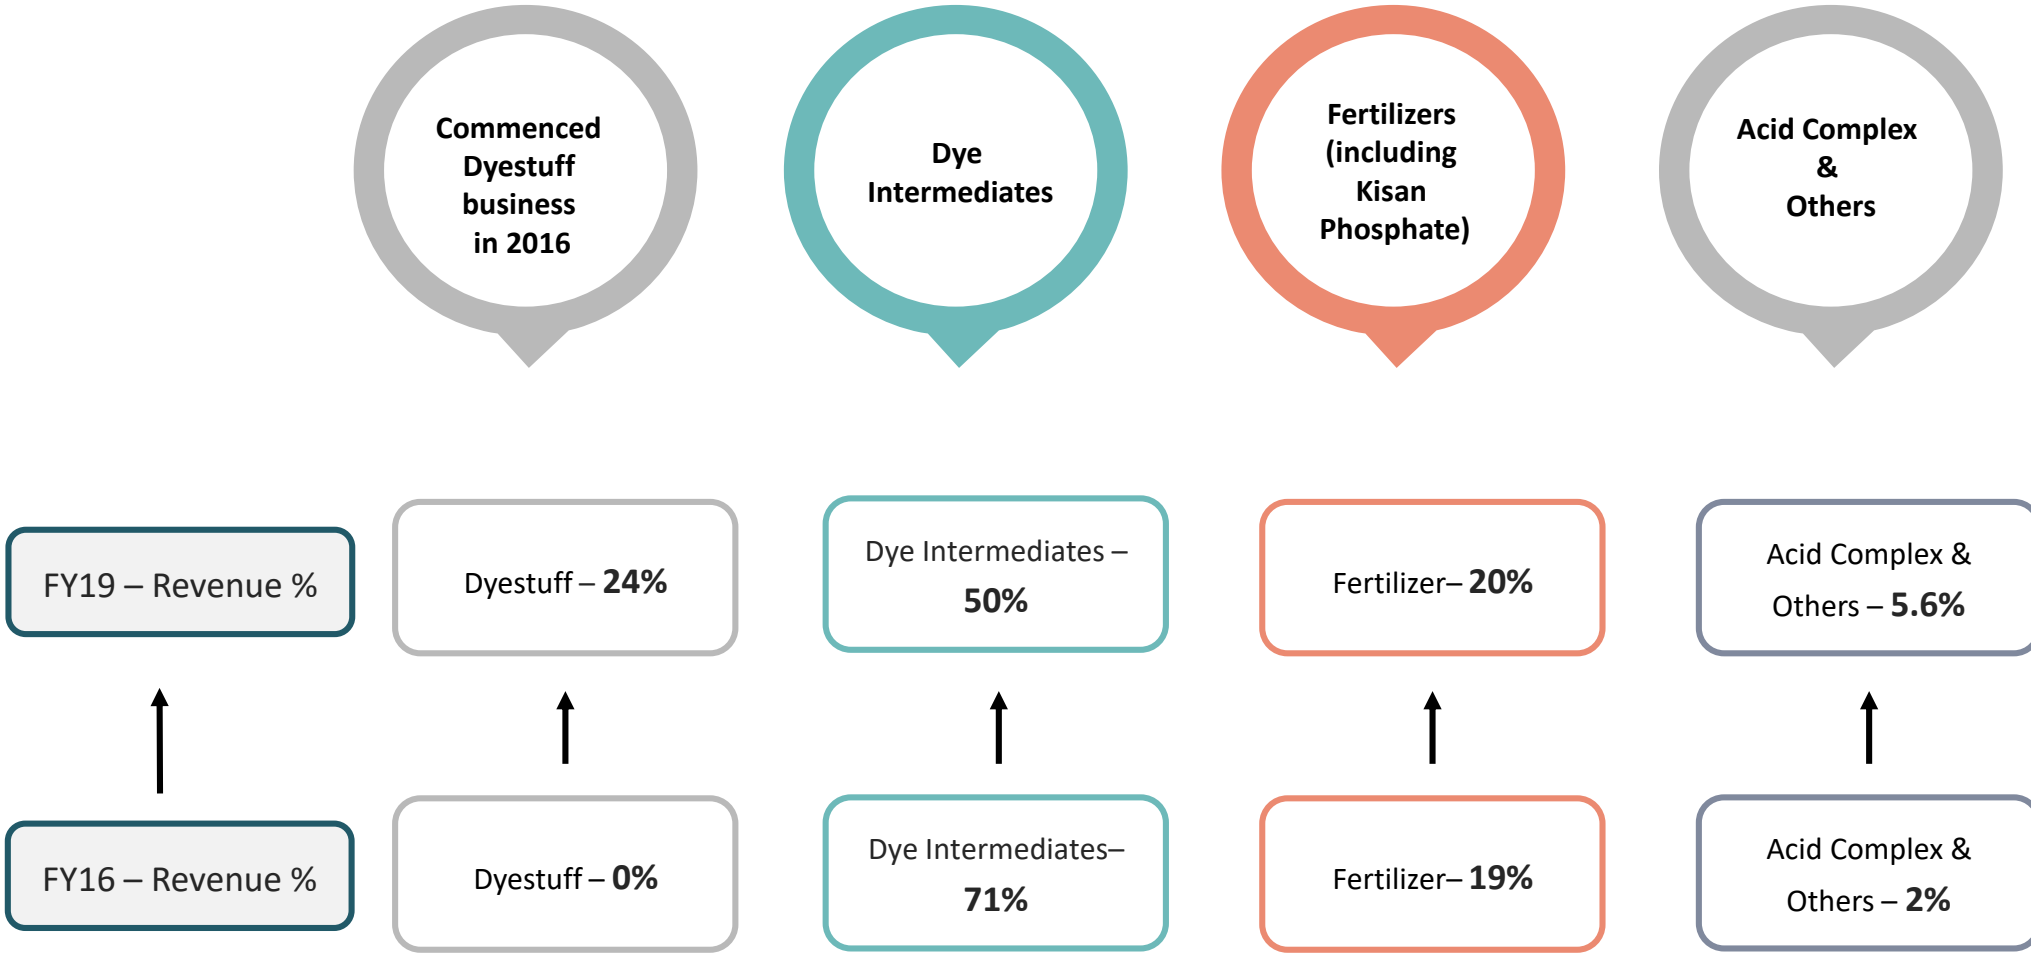 Commenced
Dyestuff
business
in 2016
Dye
Intermediates
Fertilizers
(including
Kisan
Phosphate)
Acid Complex
&
Others
FY19 – Revenue %
Dyestuff – 24%
Dye Intermediates –
50%
Fertilizer– 20%
Acid Complex &
Others – 5.6%
FY16 – Revenue %
Dyestuff – 0%
Dye Intermediates–
71%
Fertilizer– 19%
Acid Complex &
Others – 2%